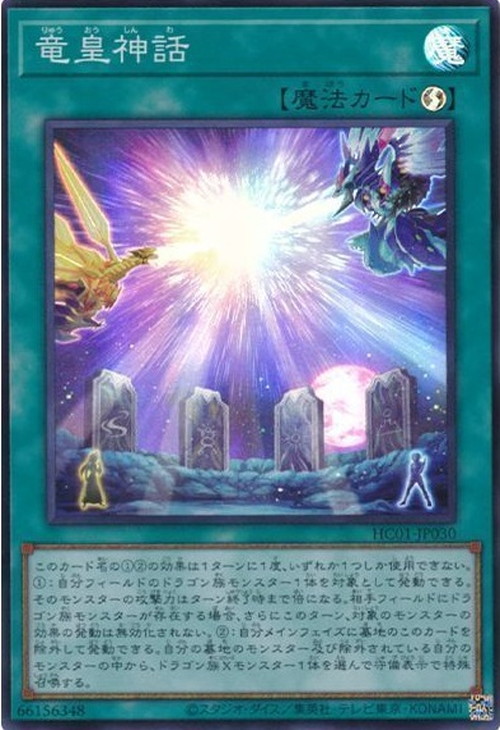 竜皇神話
りゅう おう しん わ
魔
【魔法カード】
HC01-JP030
このカード名の①②の効果は1ターンに1度、いずれか1つしか使用できない。
①:自分フィールドのドラゴン族モンスター1体を対象として発動できる。
そのモンスターの攻撃力はターン終了時まで倍になる。相手フィールドにドラ
ゴン族モンスターが存在する場合、さらにこのターン、対象のモンスターの
効果の発動は無効化されない。②:自分メインフェイズに墓地のこのカードを
除外して発動できる。自分の墓地のモンスター及び除外されている自分の
モンスターの中から、ドラゴン族Xモンスター1体を選んで守備表示で特殊
召喚する。
66156348
©スタジオ・ダイス/集英社・テレビ東京・KONAMI